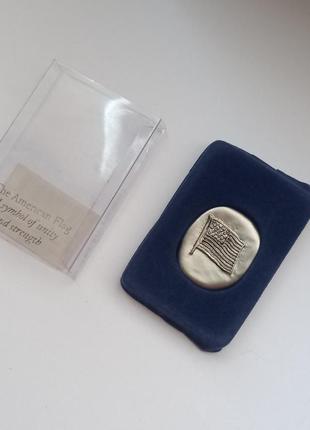 The American Flag
A symbol of unity
and strength